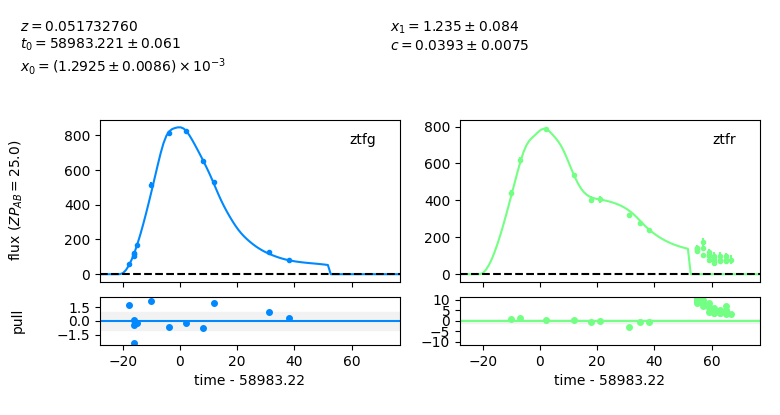 z = 0.051732760
t₀ = 58983.221 ± 0.061
x₀ = (1.2925 ± 0.0086) × 10⁻³
x₁ = 1.235 ± 0.084
c = 0.0393 ± 0.0075
flux (ZP_AB = 25.0)
800
600
400
200
0
ztfg
800
600
400
200
0
ztfr
pull
1.5
0.0
−1.5
−20 0 20 40 60
time - 58983.22
10
5
0
−5
−10
−20 0 20 40 60
time - 58983.22